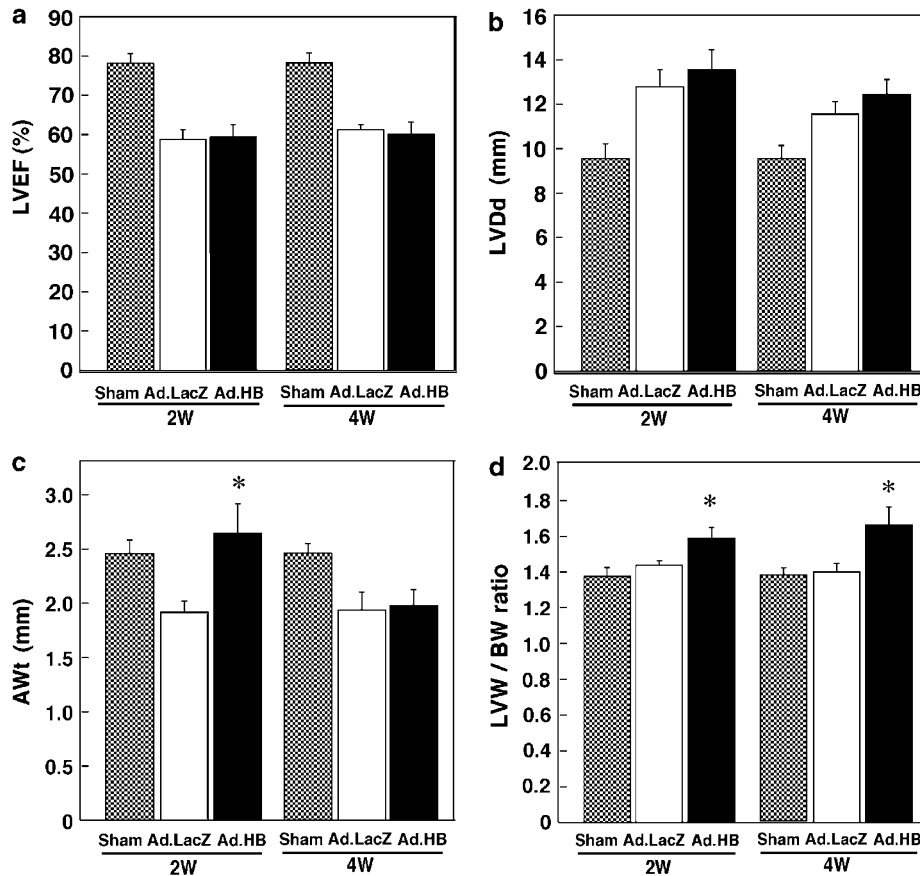 a
90
80
70
60
50
40
30
20
10
0
LVEF (%)
Sham Ad.LacZ Ad.HB Sham Ad.LacZ Ad.HB
2W 4W
b
16
14
12
10
8
6
4
2
0
LVDd (mm)
Sham Ad.LacZ Ad.HB Sham Ad.LacZ Ad.HB
2W 4W
c
3.0
2.5
2.0
1.5
1.0
0.5
0
AWt (mm)
*
Sham Ad.LacZ Ad.HB Sham Ad.LacZ Ad.HB
2W 4W
d
2.0
1.8
1.6
1.4
1.2
1.0
0.8
0.6
0.4
0.2
0
LVW / BW ratio
* *
Sham Ad.LacZ Ad.HB Sham Ad.LacZ Ad.HB
2W 4W